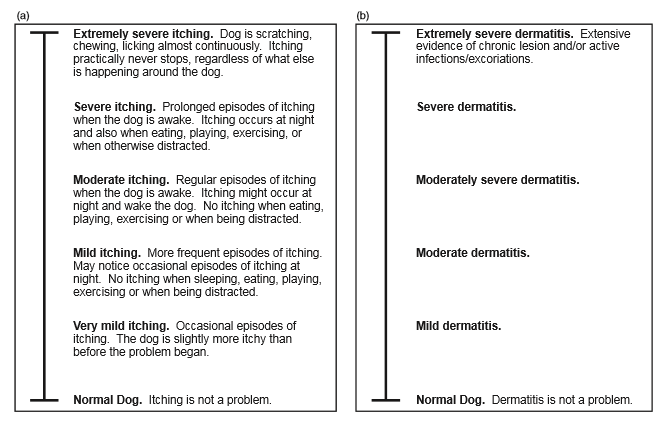 (a)
Extremely severe itching. Dog is scratching,
chewing, licking almost continuously. Itching
practically never stops, regardless of what else
is happening around the dog.
Severe itching. Prolonged episodes of itching
when the dog is awake. Itching occurs at night
and also when eating, playing, exercising, or
when otherwise distracted.
Moderate itching. Regular episodes of itching
when the dog is awake. Itching might occur at
night and wake the dog. No itching when eating,
playing, exercising or when being distracted.
Mild itching. More frequent episodes of itching.
May notice occasional episodes of itching at
night. No itching when sleeping, eating, playing,
exercising or when being distracted.
Very mild itching. Occasional episodes of
itching. The dog is slightly more itchy than
before the problem began.
Normal Dog. Itching is not a problem.
(b)
Extremely severe dermatitis. Extensive
evidence of chronic lesion and/or active
infections/excoriations.
Severe dermatitis.
Moderately severe dermatitis.
Moderate dermatitis.
Mild dermatitis.
Normal Dog. Dermatitis is not a problem.